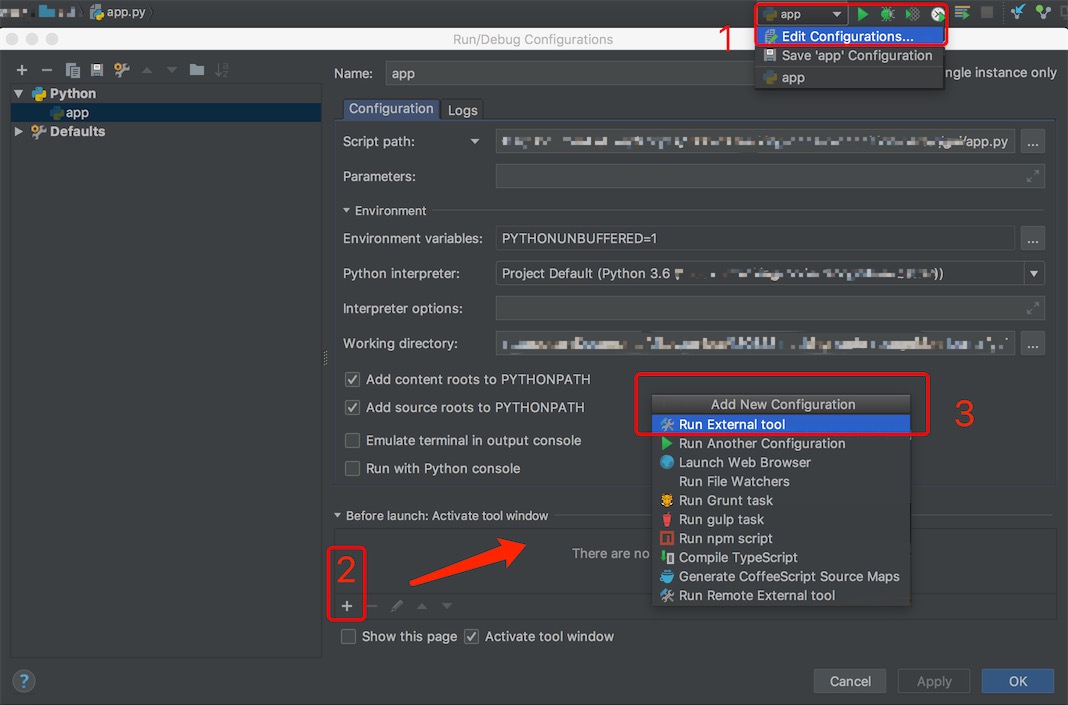 app.py
app
1
Edit Configurations...
Save 'app' Configuration
app
Run/Debug Configurations
Name: app
ngle instance only
Python
app
Defaults
Configuration Logs
Script path: /app.py ...
Parameters:
Environment
Environment variables: PYTHONUNBUFFERED=1 ...
Python interpreter: Project Default (Python 3.6 ))
Interpreter options:
Working directory: ...
Add content roots to PYTHONPATH
Add source roots to PYTHONPATH
Emulate terminal in output console
Run with Python console
Add New Configuration
3
Run External tool
Run Another Configuration
Launch Web Browser
Run File Watchers
Run Grunt task
Run gulp task
Run npm script
Compile TypeScript
Generate CoffeeScript Source Maps
Run Remote External tool
Before launch: Activate tool window
There are no
2
Show this page Activate tool window
? Cancel Apply OK